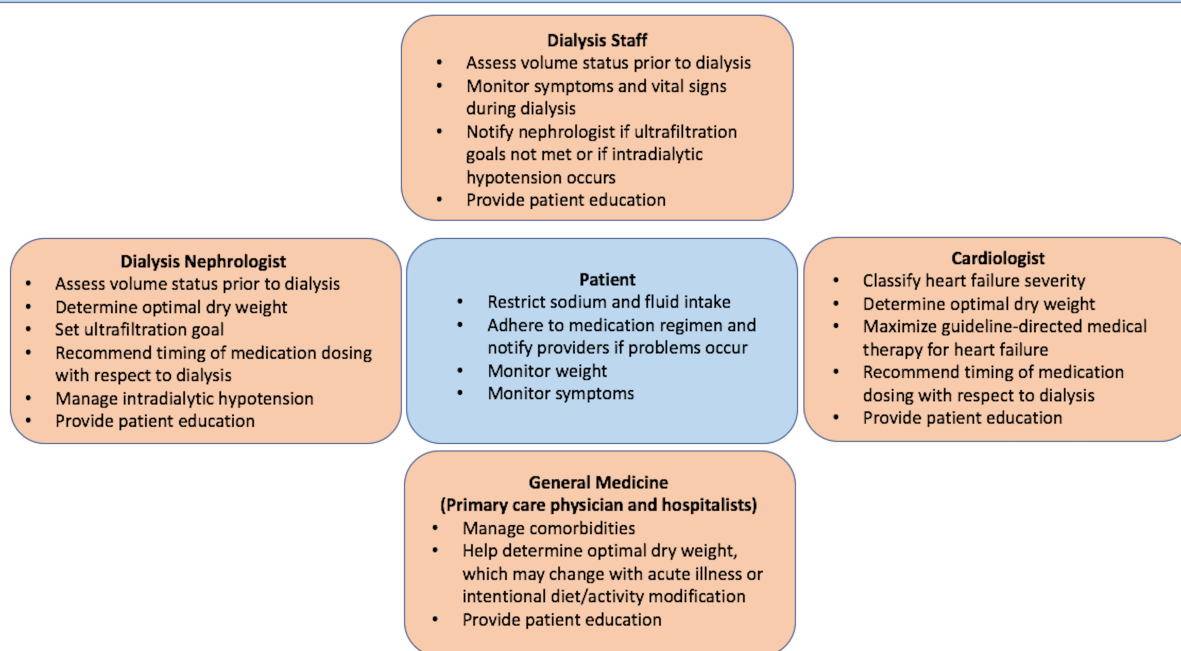 Dialysis Staff
• Assess volume status prior to dialysis
• Monitor symptoms and vital signs
during dialysis
• Notify nephrologist if ultrafiltration
goals not met or if intradialytic
hypotension occurs
• Provide patient education
Dialysis Nephrologist
• Assess volume status prior to dialysis
• Determine optimal dry weight
• Set ultrafiltration goal
• Recommend timing of medication dosing
with respect to dialysis
• Manage intradialytic hypotension
• Provide patient education
Patient
• Restrict sodium and fluid intake
• Adhere to medication regimen and
notify providers if problems occur
• Monitor weight
• Monitor symptoms
Cardiologist
• Classify heart failure severity
• Determine optimal dry weight
• Maximize guideline-directed medical
therapy for heart failure
• Recommend timing of medication
dosing with respect to dialysis
• Provide patient education
General Medicine
(Primary care physician and hospitalists)
• Manage comorbidities
• Help determine optimal dry weight,
which may change with acute illness or
intentional diet/activity modification
• Provide patient education